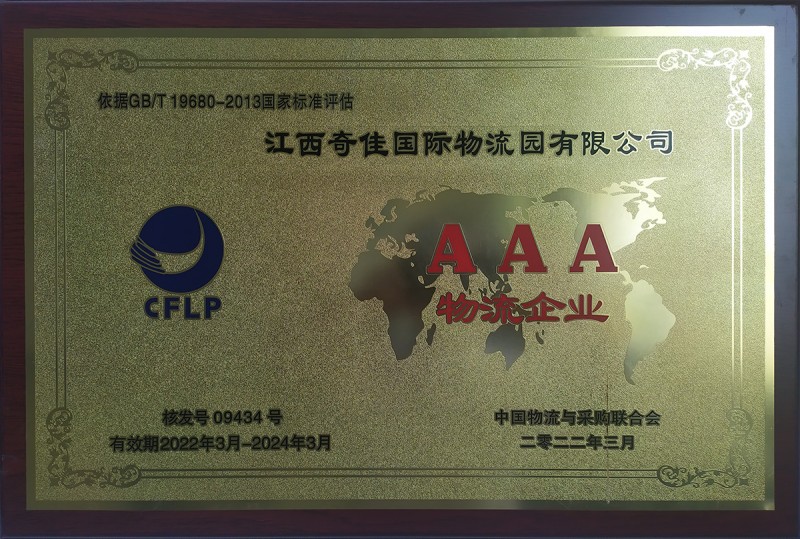 依据GB/T 19680-2013国家标准评估
江西奇佳国际物流园有限公司
AAA
物流企业
CFLP
核发号 09434 号
有效期2022年3月-2024年3月
中国物流与采购联合会
二零二二年三月